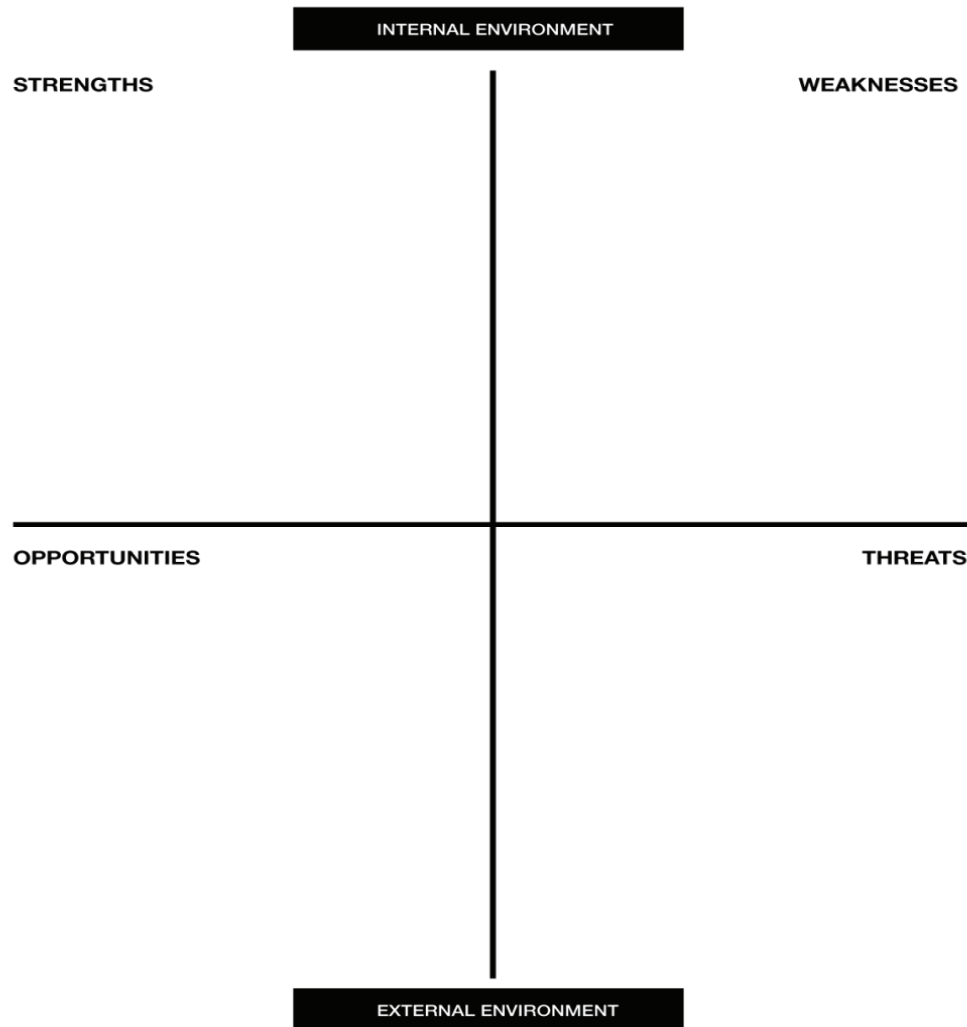 INTERNAL ENVIRONMENT
STRENGTHS
WEAKNESSES
OPPORTUNITIES
THREATS
EXTERNAL ENVIRONMENT